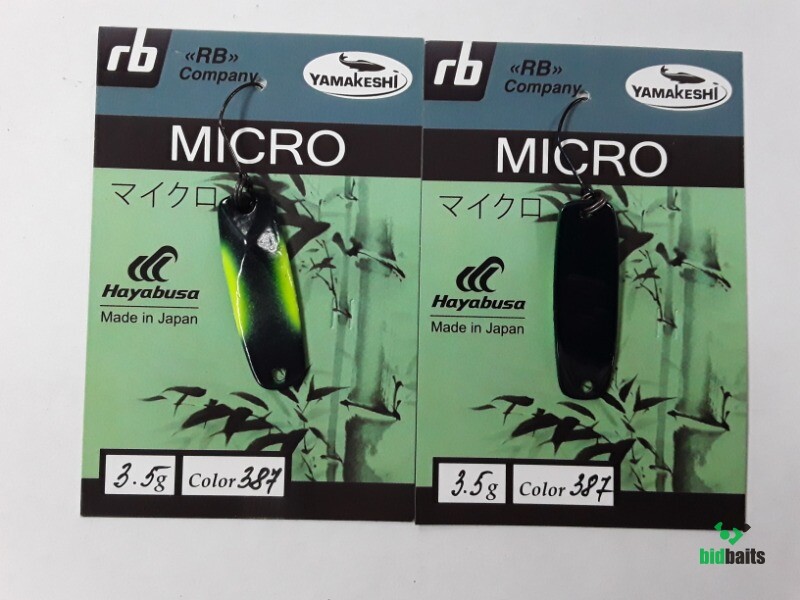 rb
«RB»
Company
YAMAKESHI
MICRO
マイクロ
Hayabusa
Made in Japan
3.5g
Color 387
rb
«RB»
Company
YAMAKESHI
MICRO
マイクロ
Hayabusa
Made in Japan
3.5g
Color 387
bidbaits